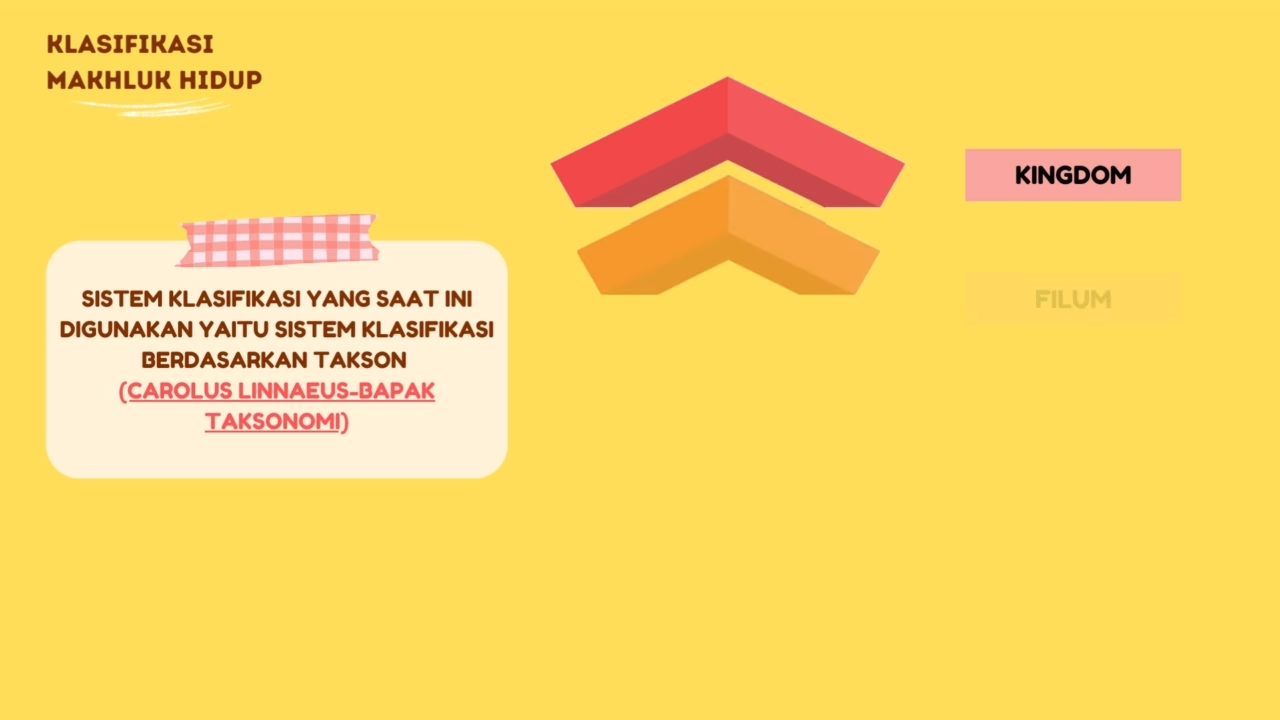 KLASIFIKASI
MAKHLUK HIDUP
SISTEM KLASIFIKASI YANG SAAT INI
DIGUNAKAN YAITU SISTEM KLASIFIKASI
BERDASARKAN TAKSON
(CAROLUS LINNAEUS-BAPAK
TAKSONOMI)
KINGDOM
FILUM